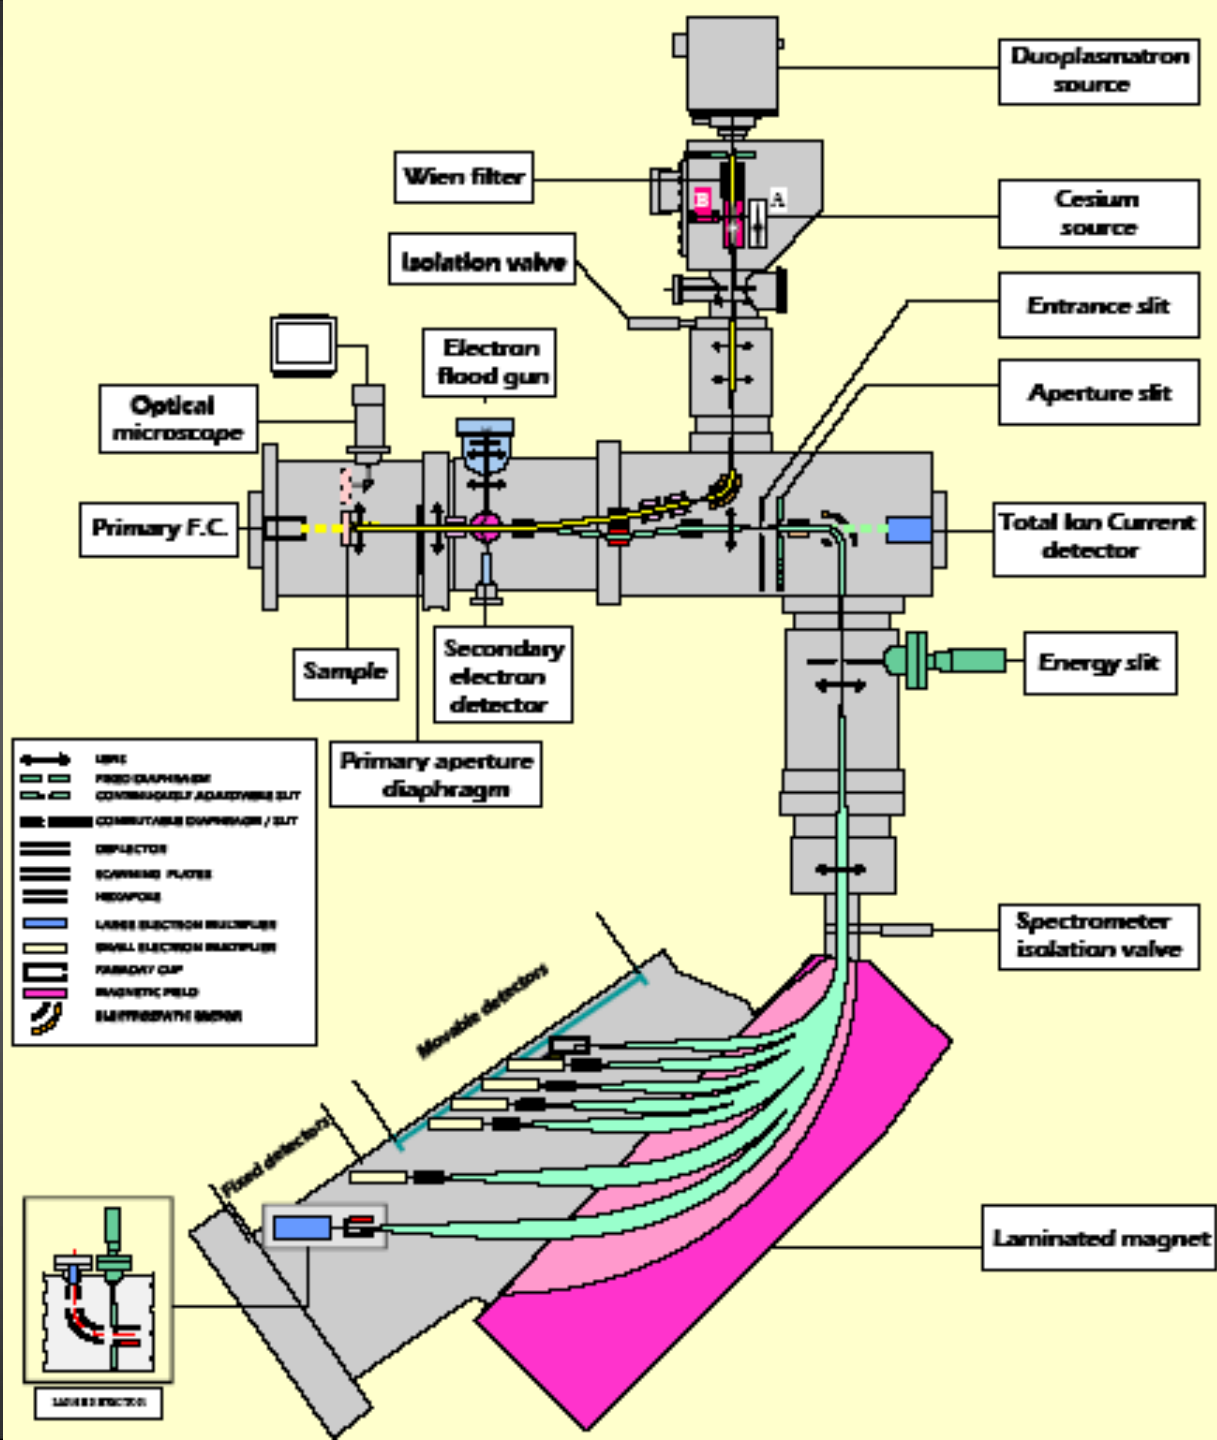 Duoplasmatron
source
Wien filter
B
A
Cesium
source
Isolation valve
Entrance slit
Electron
flood gun
Aperture slit
Optical
microscope
Primary F.C.
Total Ion Current
detector
Sample
Secondary
electron
detector
Energy slit
Primary aperture
diaphragm
LENS
FIXED DIAPHRAGM
CONTINUOUSLY ADJUSTABLE SLIT
COMMUTABLE DIAPHRAGM / SLIT
DEFLECTOR
SCANNING PLATES
HEXAPOLE
LARGE ELECTRON MULTIPLIER
SMALL ELECTRON MULTIPLIER
FARADAY CUP
MAGNETIC FIELD
ELECTROSTATIC SECTOR
Spectrometer
isolation valve
Movable detectors
Fixed detectors
Laminated magnet